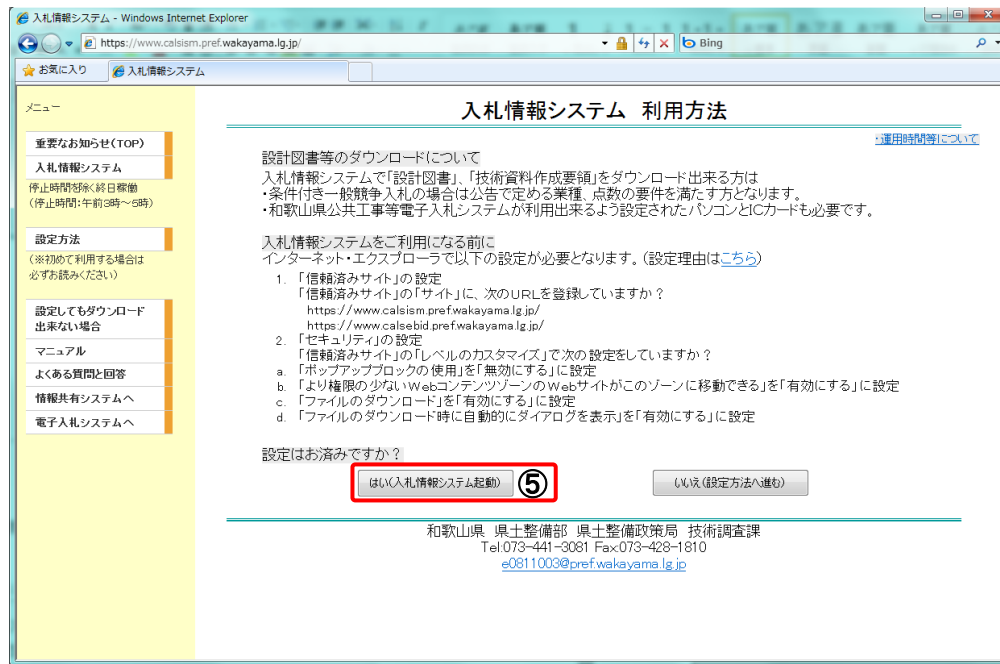 入札情報システム - Windows Internet Explorer
https://www.calsism.pref.wakayama.lg.jp/
Bing
お気に入り
入札情報システム
メニュー
重要なお知らせ(TOP)
入札情報システム
停止時間を除く終日稼働
(停止時間:午前3時～5時)
設定方法
(※初めて利用する場合は
必ずお読みください)
設定してもダウンロード
出来ない場合
マニュアル
よくある質問と回答
情報共有システムへ
電子入札システムへ
入札情報システム 利用方法
・運用時間等について
設計図書等のダウンロードについて
入札情報システムで「設計図書」、「技術資料作成要領」をダウンロード出来る方は
・条件付き一般競争入札の場合は公告で定める業種、点数の要件を満たす方となります。
・和歌山県公共工事等電子入札システムが利用出来るよう設定されたパソコンとICカードも必要です。
入札情報システムをご利用になる前に
インターネット・エクスプローラで以下の設定が必要となります。(設定理由はこちら)
1. 「信頼済みサイト」の設定
「信頼済みサイト」の「サイト」に、次のURLを登録していますか?
https://www.calsism.pref.wakayama.lg.jp/
https://www.calsebid.pref.wakayama.lg.jp/
2. 「セキュリティ」の設定
「信頼済みサイト」の「レベルのカスタマイズ」で次の設定をしていますか?
a. 「ポップアップブロックの使用」を「無効にする」に設定
b. 「より権限の少ないWebコンテンツゾーンのWebサイトがこのゾーンに移動できる」を「有効にする」に設定
c. 「ファイルのダウンロード」を「有効にする」に設定
d. 「ファイルのダウンロード時に自動的にダイアログを表示」を「有効にする」に設定
設定はお済みですか?
はい(入札情報システム起動) ⑤ いいえ(設定方法へ進む)
和歌山県 県土整備部 県土整備政策局 技術調査課
Tel:073-441-3081 Fax:073-428-1810
e0811003@pref.wakayama.lg.jp